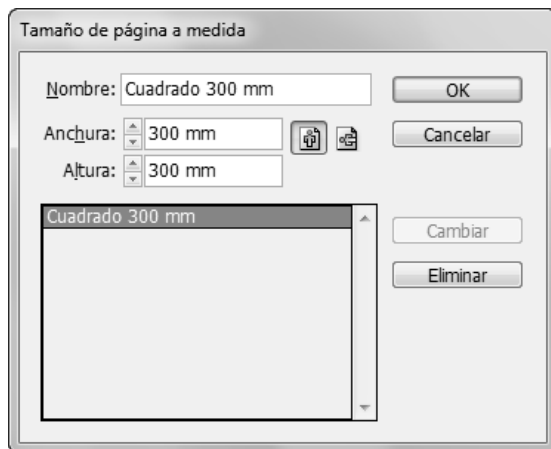 Tamaño de página a medida
Nombre: Cuadrado 300 mm
OK
Anchura: 300 mm
Cancelar
Altura: 300 mm
Cuadrado 300 mm
Cambiar
Eliminar